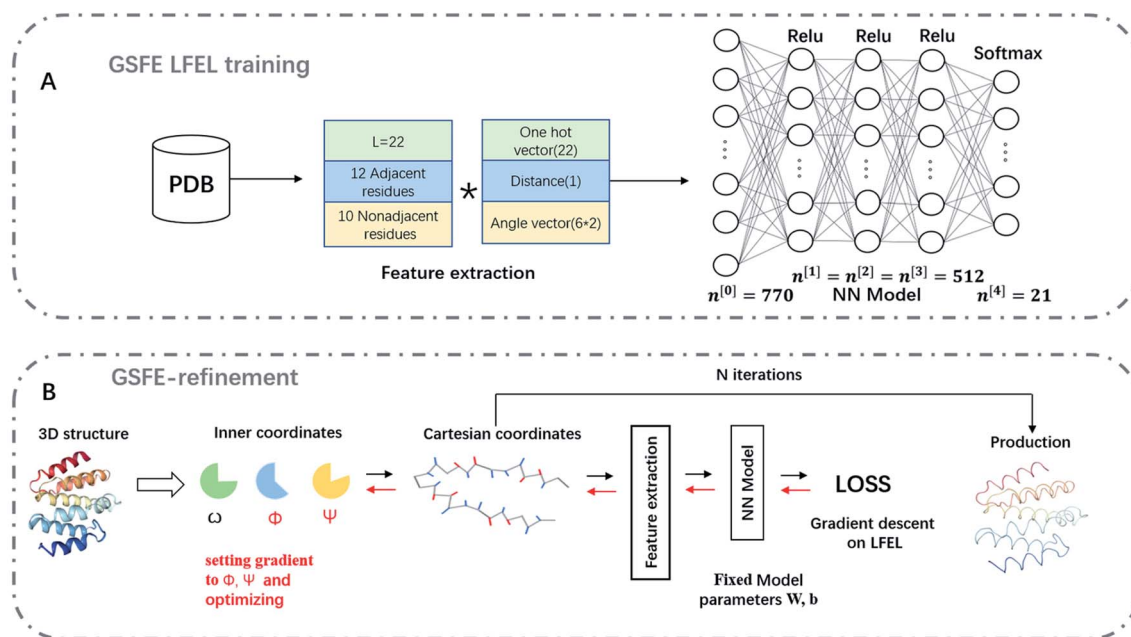 A
GSFE LFEL training
PDB
L=22
12 Adjacent
residues
10 Nonadjacent
residues
*
One hot
vector(22)
Distance(1)
Angle vector(6*2)
Feature extraction
Relu Relu Relu
Softmax
n[1] = n[2] = n[3] = 512
n[0] = 770 NN Model n[4] = 21
B
GSFE-refinement
N iterations
3D structure
Inner coordinates
Cartesian coordinates
Production
ω Φ Ψ
setting gradient
to Φ, Ψ and
optimizing
Feature extraction
NN Model
LOSS
Gradient descent
on LFEL
Fixed Model
parameters W, b